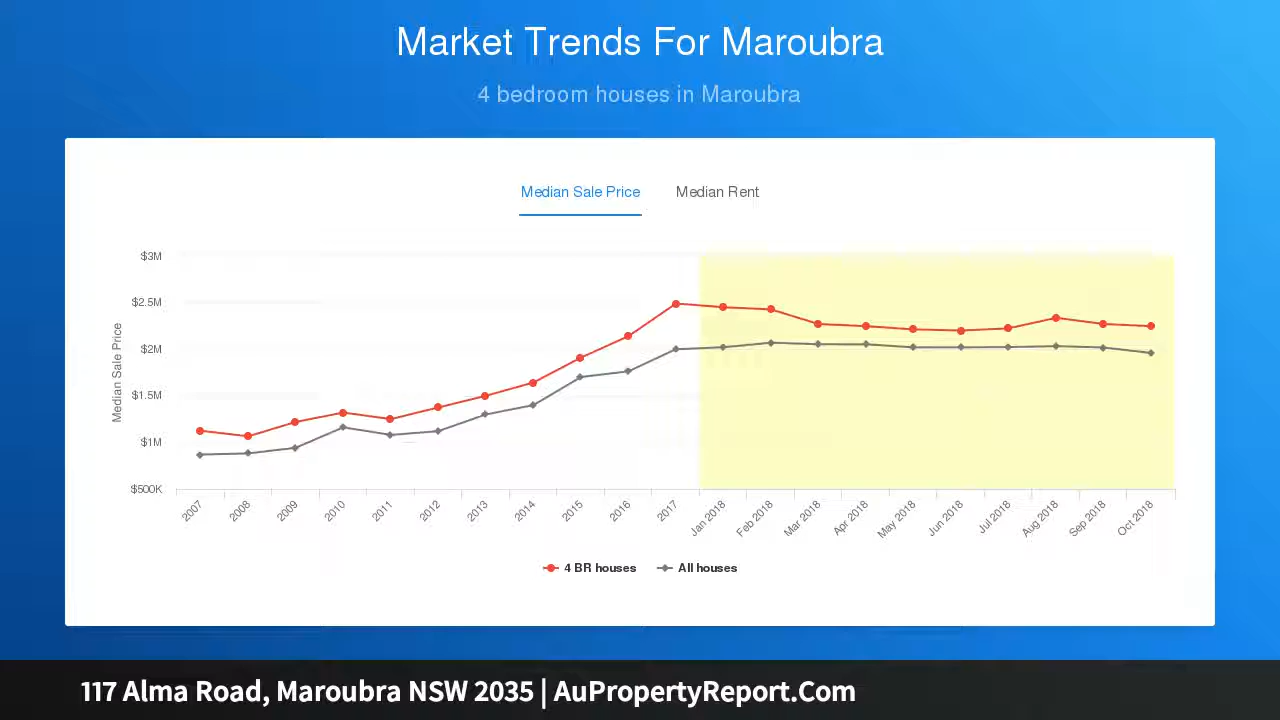 Market Trends For Maroubra
4 bedroom houses in Maroubra
Median Sale Price Median Rent
$3M
$2.5M
$2M
$1.5M
$1M
$500K
Median Sale Price
2007 2008 2009 2010 2011 2012 2013 2014 2015 2016 2017 Jan 2018 Feb 2018 Mar 2018 Apr 2018 May 2018 Jun 2018 Jul 2018 Aug 2018 Sep 2018 Oct 2018
4 BR houses All houses
117 Alma Road, Maroubra NSW 2035 | AuPropertyReport.Com